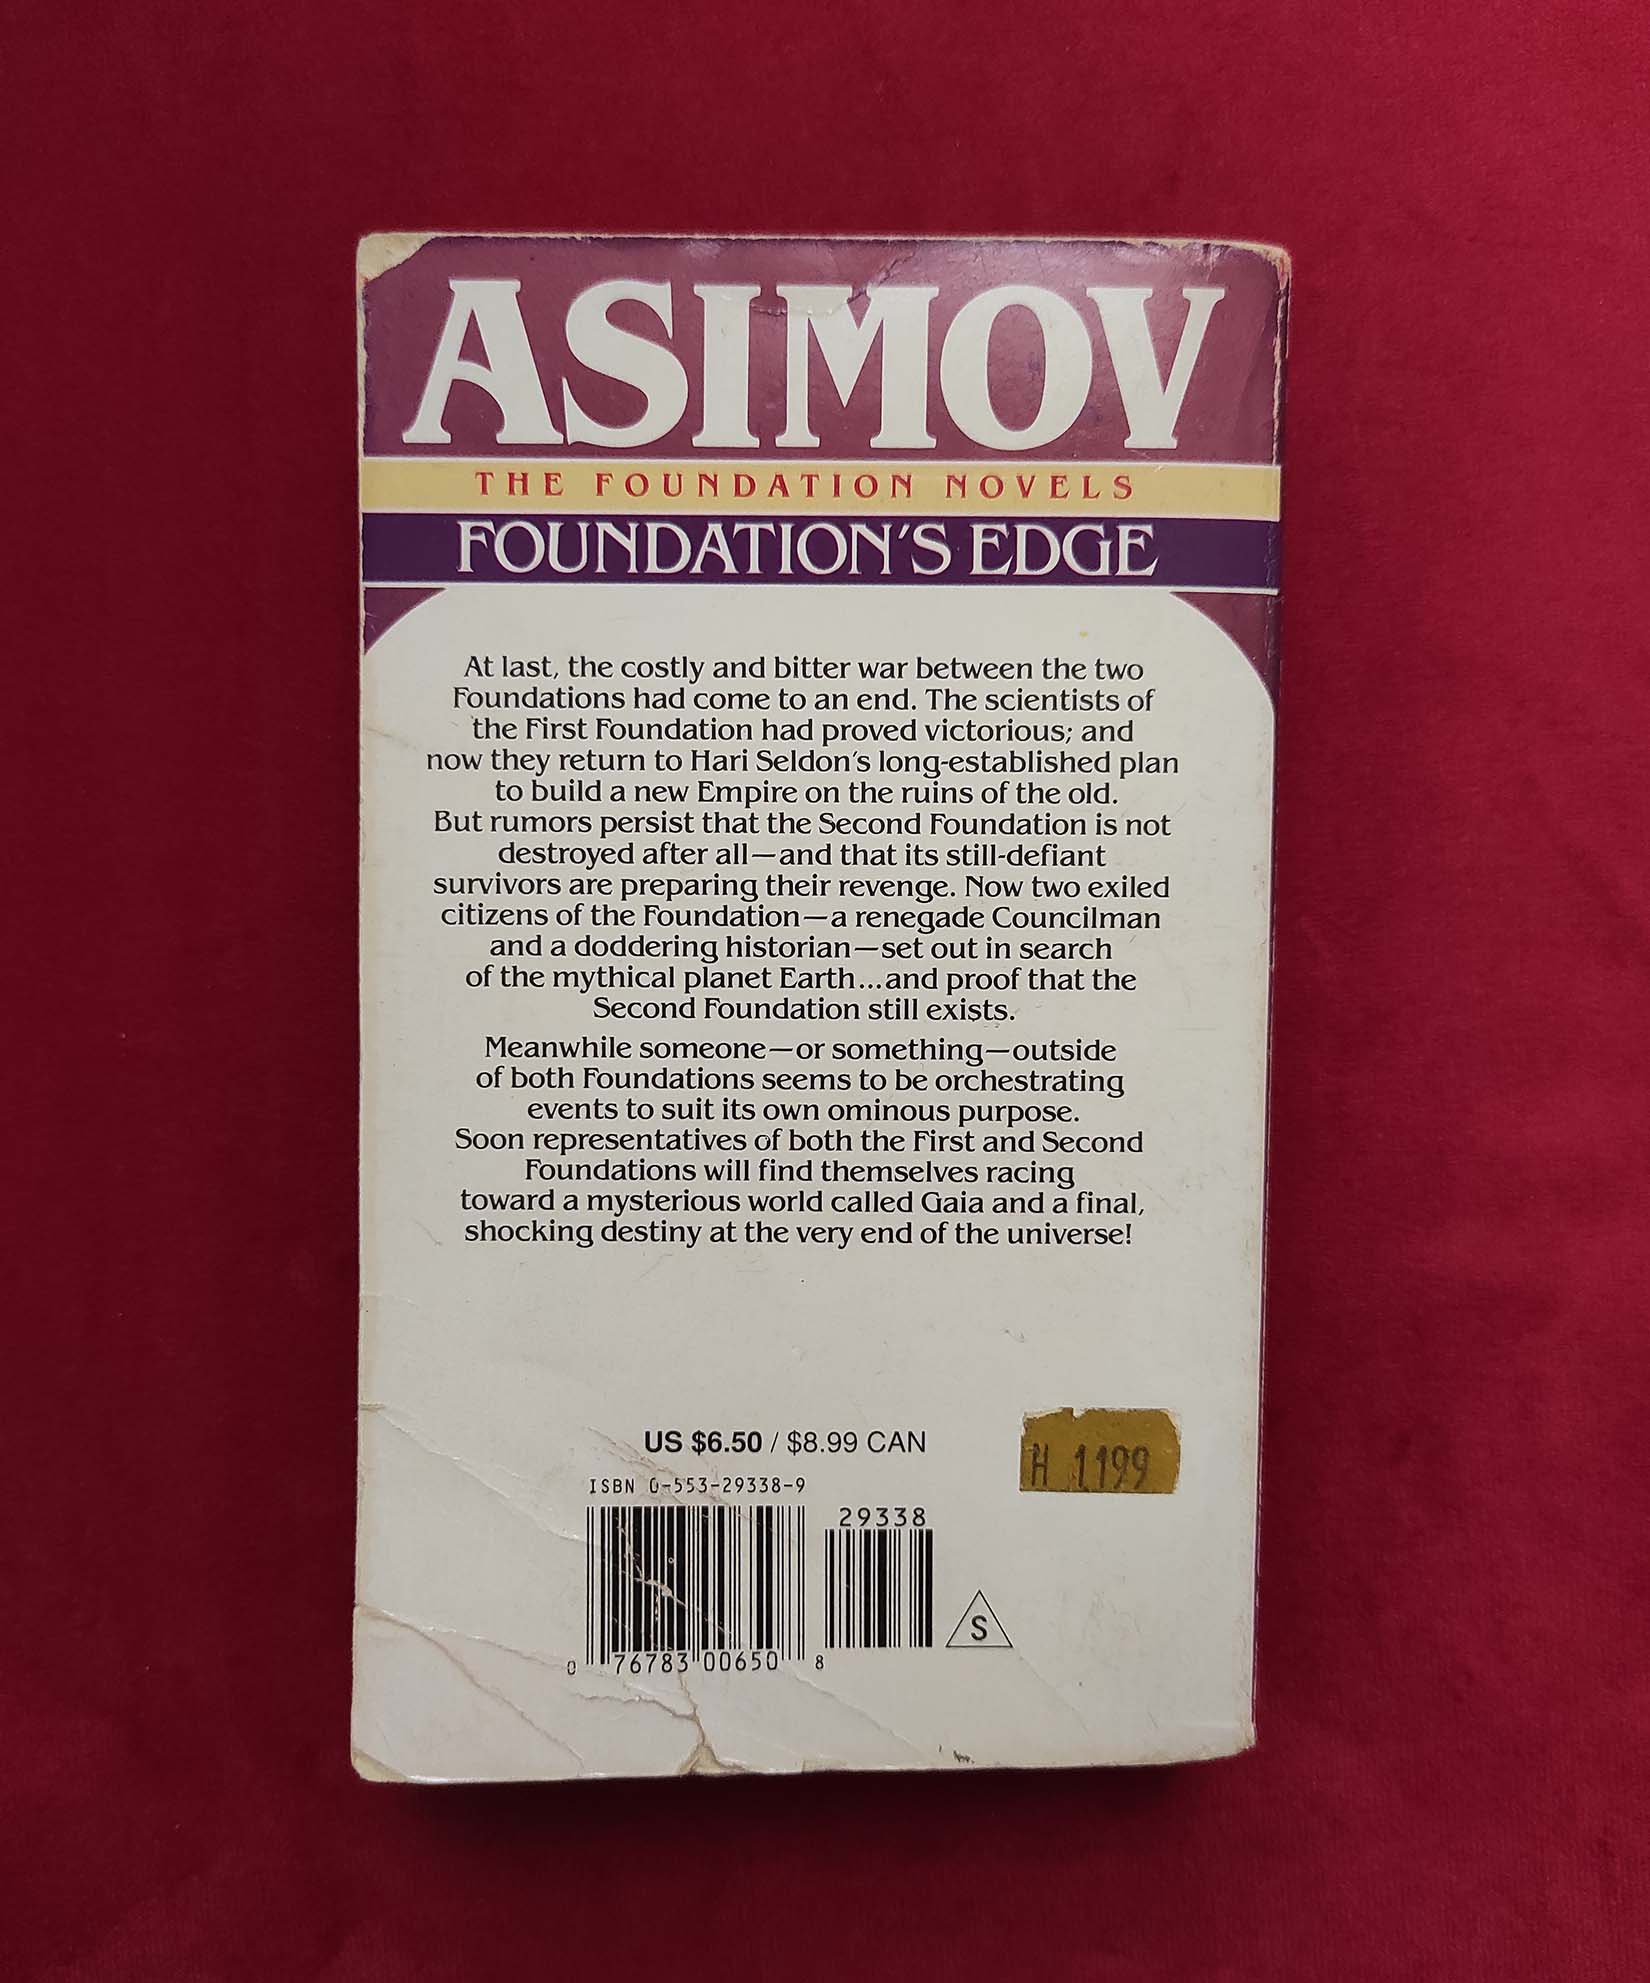 ASIMOV
THE FOUNDATION NOVELS
FOUNDATION'S EDGE
At last, the costly and bitter war between the two
Foundations had come to an end. The scientists of
the First Foundation had proved victorious; and
now they return to Hari Seldon's long-established plan
to build a new Empire on the ruins of the old.
But rumors persist that the Second Foundation is not
destroyed after all—and that its still-defiant
survivors are preparing their revenge. Now two exiled
citizens of the Foundation—a renegade Councilman
and a doddering historian—set out in search
of the mythical planet Earth...and proof that the
Second Foundation still exists.
Meanwhile someone—or something—outside
of both Foundations seems to be orchestrating
events to suit its own ominous purpose.
Soon representatives of both the First and Second
Foundations will find themselves racing
toward a mysterious world called Gaia and a final,
shocking destiny at the very end of the universe!
US $6.50 / $8.99 CAN
H 1199
ISBN 0-553-29338-9
29338
S
0 76783 00650 8